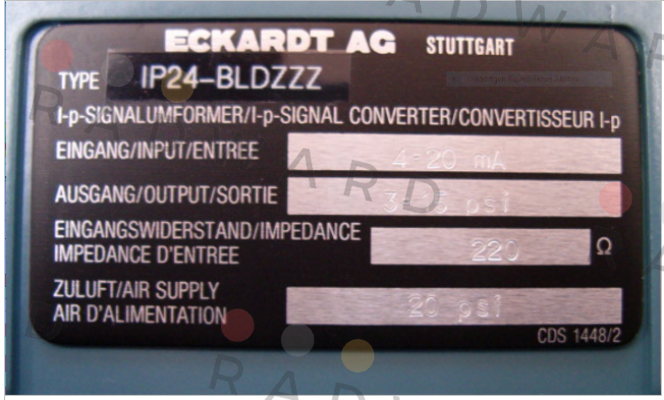 ECKARDT AG STUTTGART
TYPE IP24-BLDZZZ
I-p-SIGNALUMFORMER/I-p-SIGNAL CONVERTER/CONVERTISSEUR I-p
EINGANG/INPUT/ENTREE 4-20 mA
AUSGANG/OUTPUT/SORTIE psi
EINGANGSWIDERSTAND/IMPEDANCE
IMPEDANCE D'ENTREE 220 Ω
ZULUFT/AIR SUPPLY
AIR D'ALIMENTATION 20 psi
CDS 1448/2
RADWARD